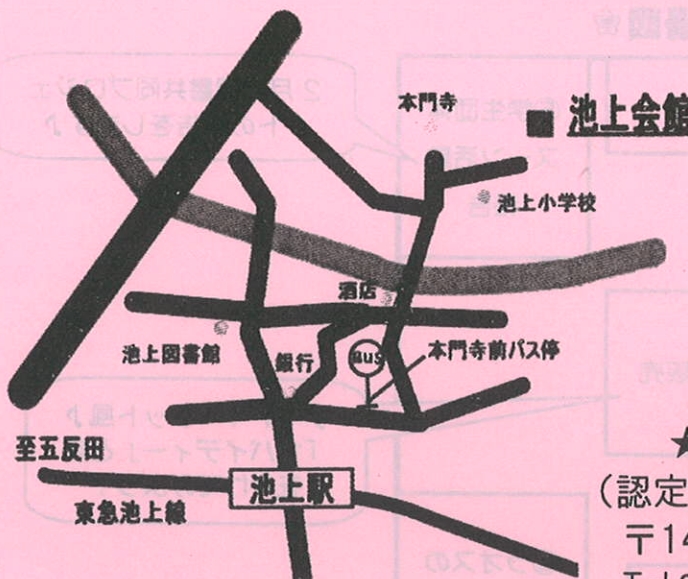 本門寺
■ 池上会館
池上小学校
酒店
池上図書館
銀行
BUS
本門寺前バス停
至五反田
池上駅
東急池上線
★
(認定
〒14